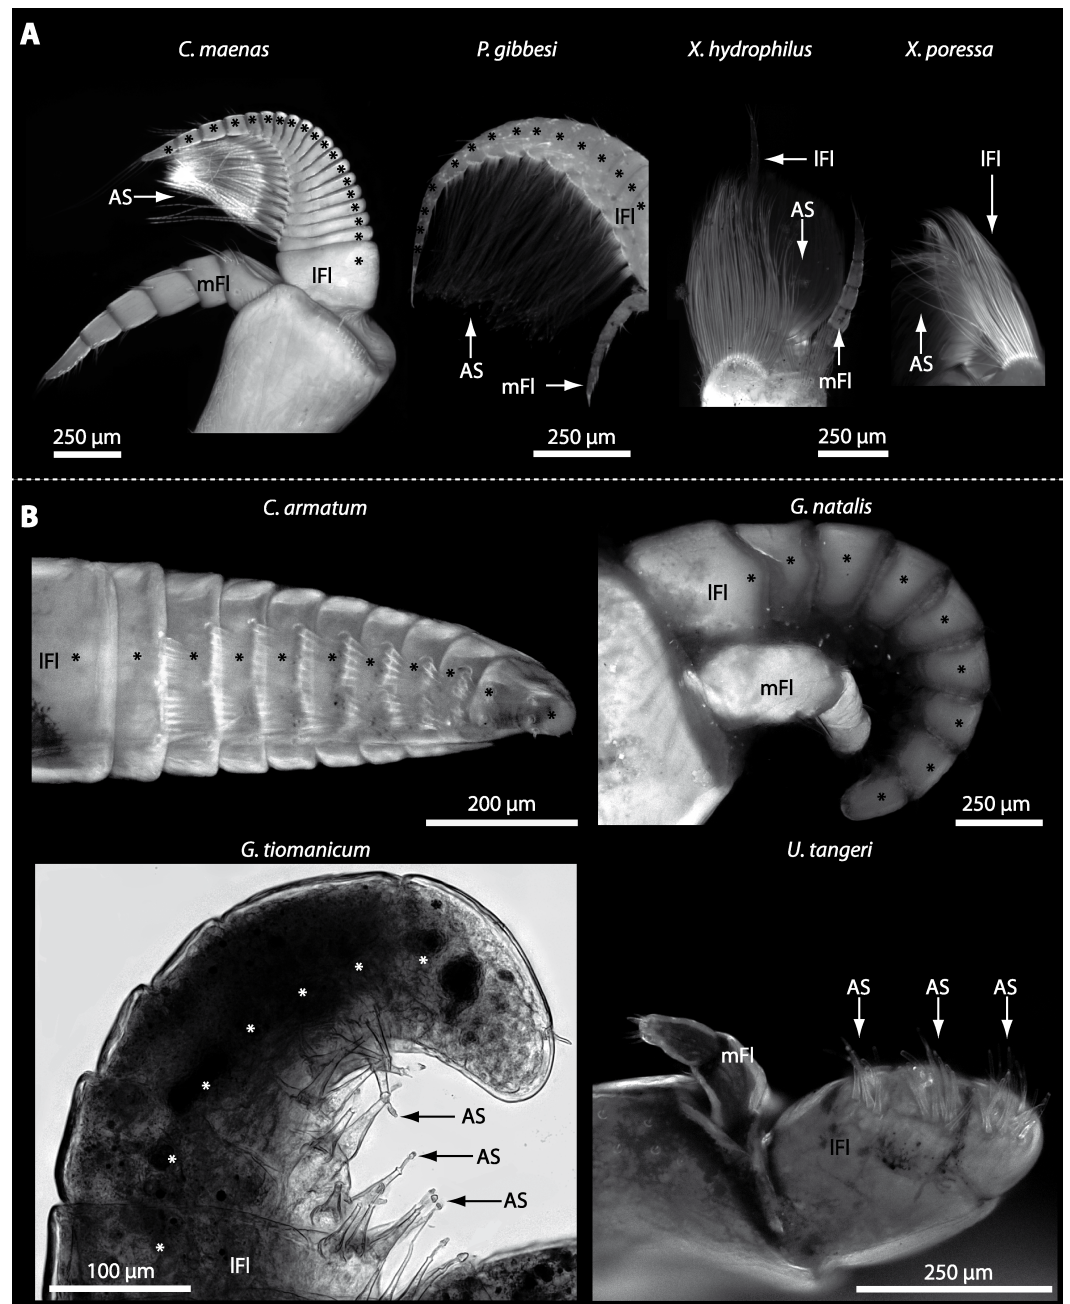 A
C. maenas
P. gibbesi
X. hydrophilus
X. poressa
AS
mFl
lFl
250 µm
lFl
AS
mFl
250 µm
lFl
AS
mFl
250 µm
lFl
AS
B
C. armatum
G. natalis
lFl
200 µm
lFl
mFl
250 µm
G. tiomanicum
U. tangeri
AS
AS
AS
lFl
100 µm
AS
AS
AS
mFl
lFl
250 µm